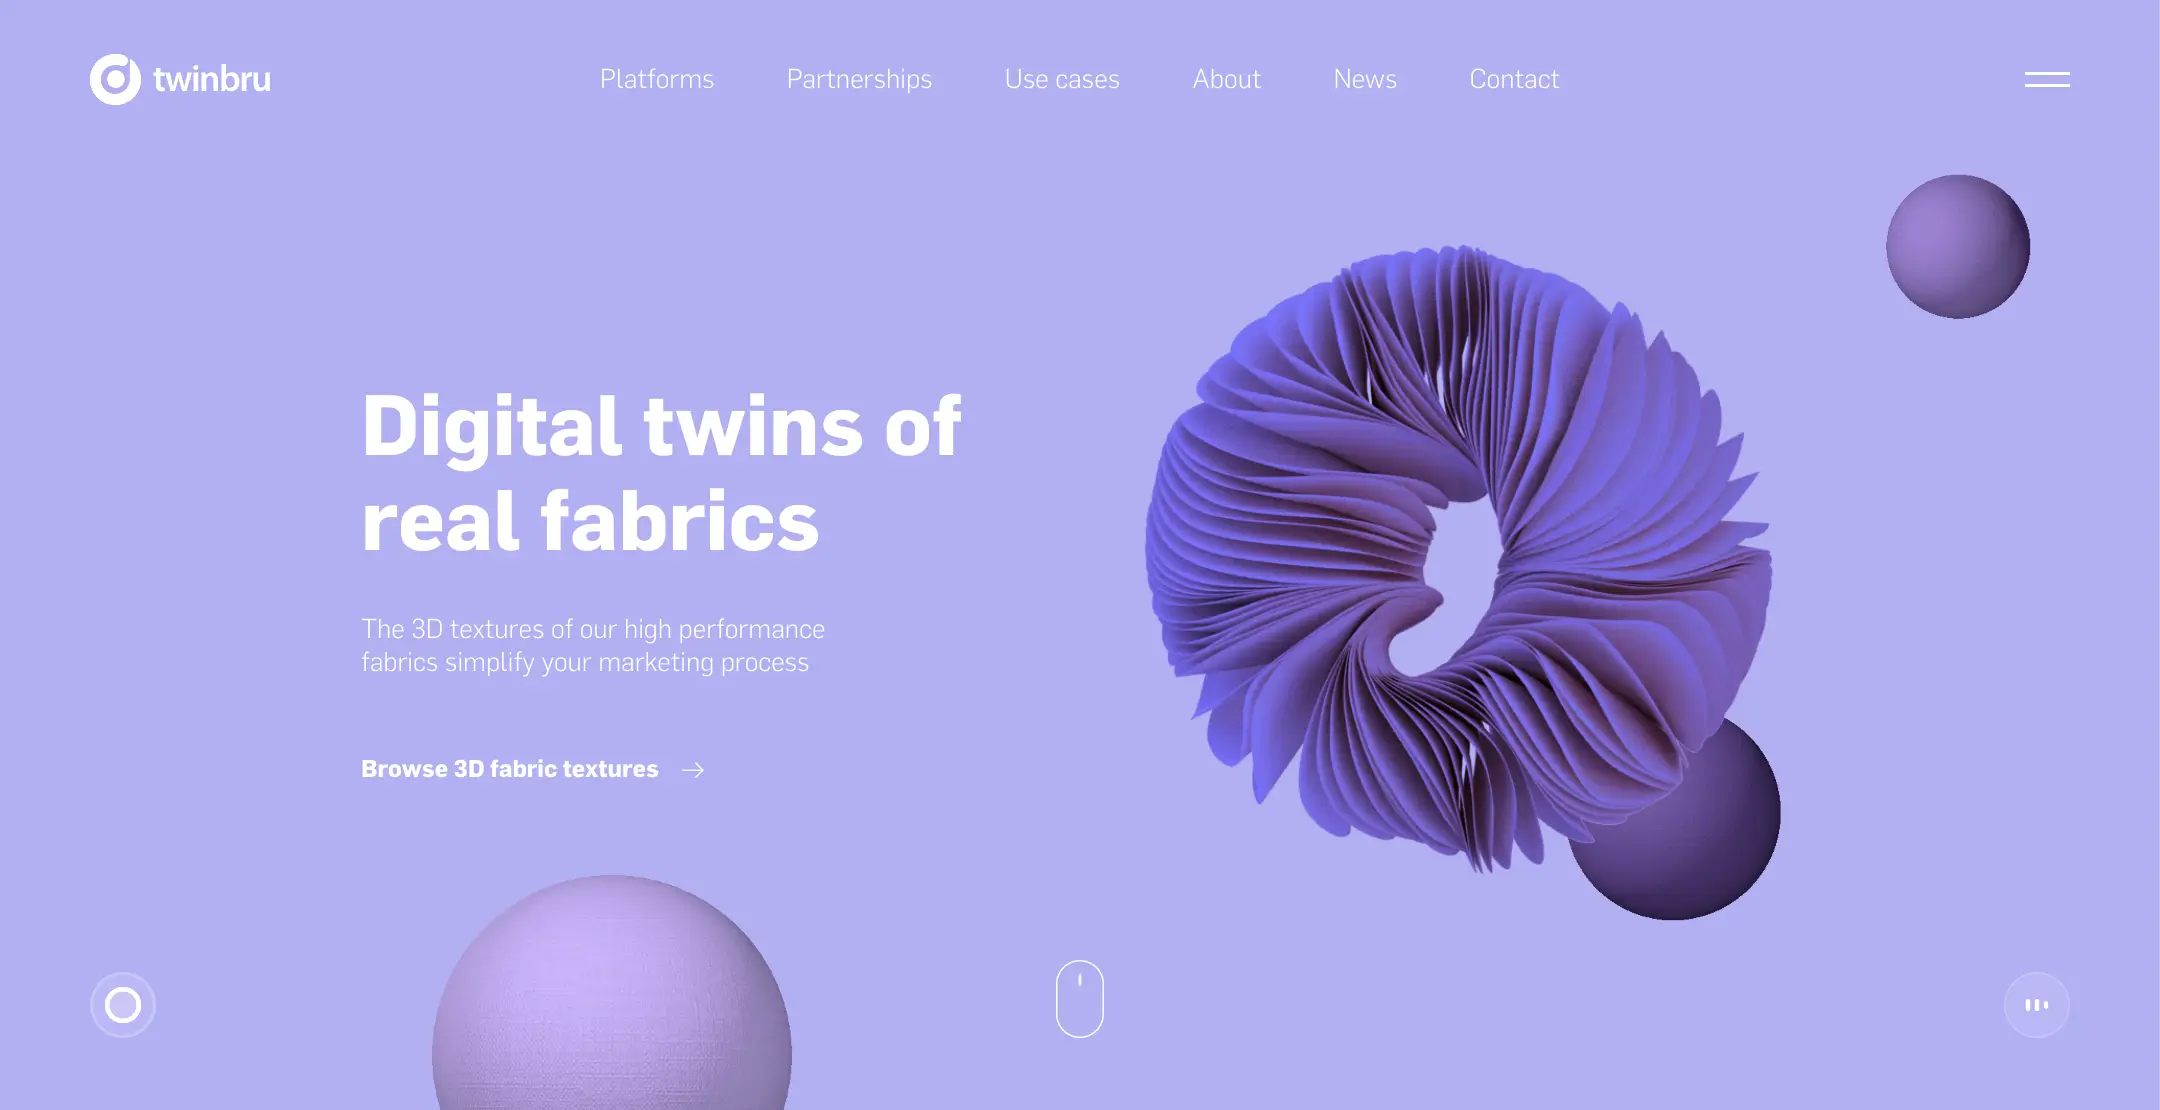 twinbru
Platforms
Partnerships
Use cases
About
News
Contact
Digital twins of
real fabrics
The 3D textures of our high performance
fabrics simplify your marketing process
Browse 3D fabric textures